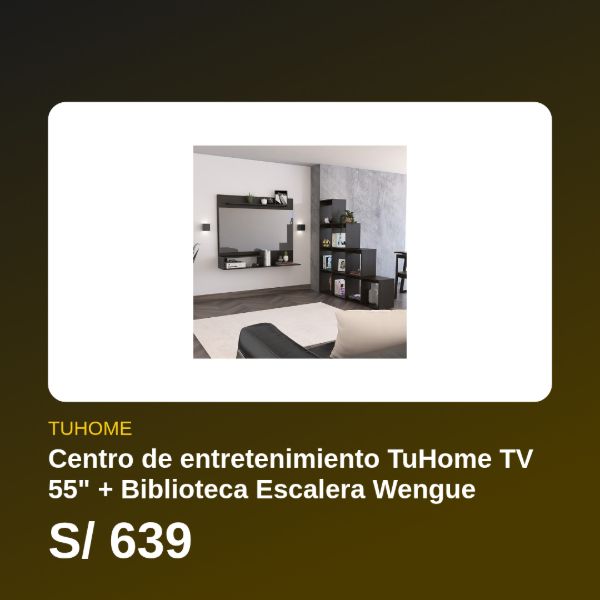 TUHOME
Centro de entretenimiento TuHome TV
55" + Biblioteca Escalera Wengue
S/ 639